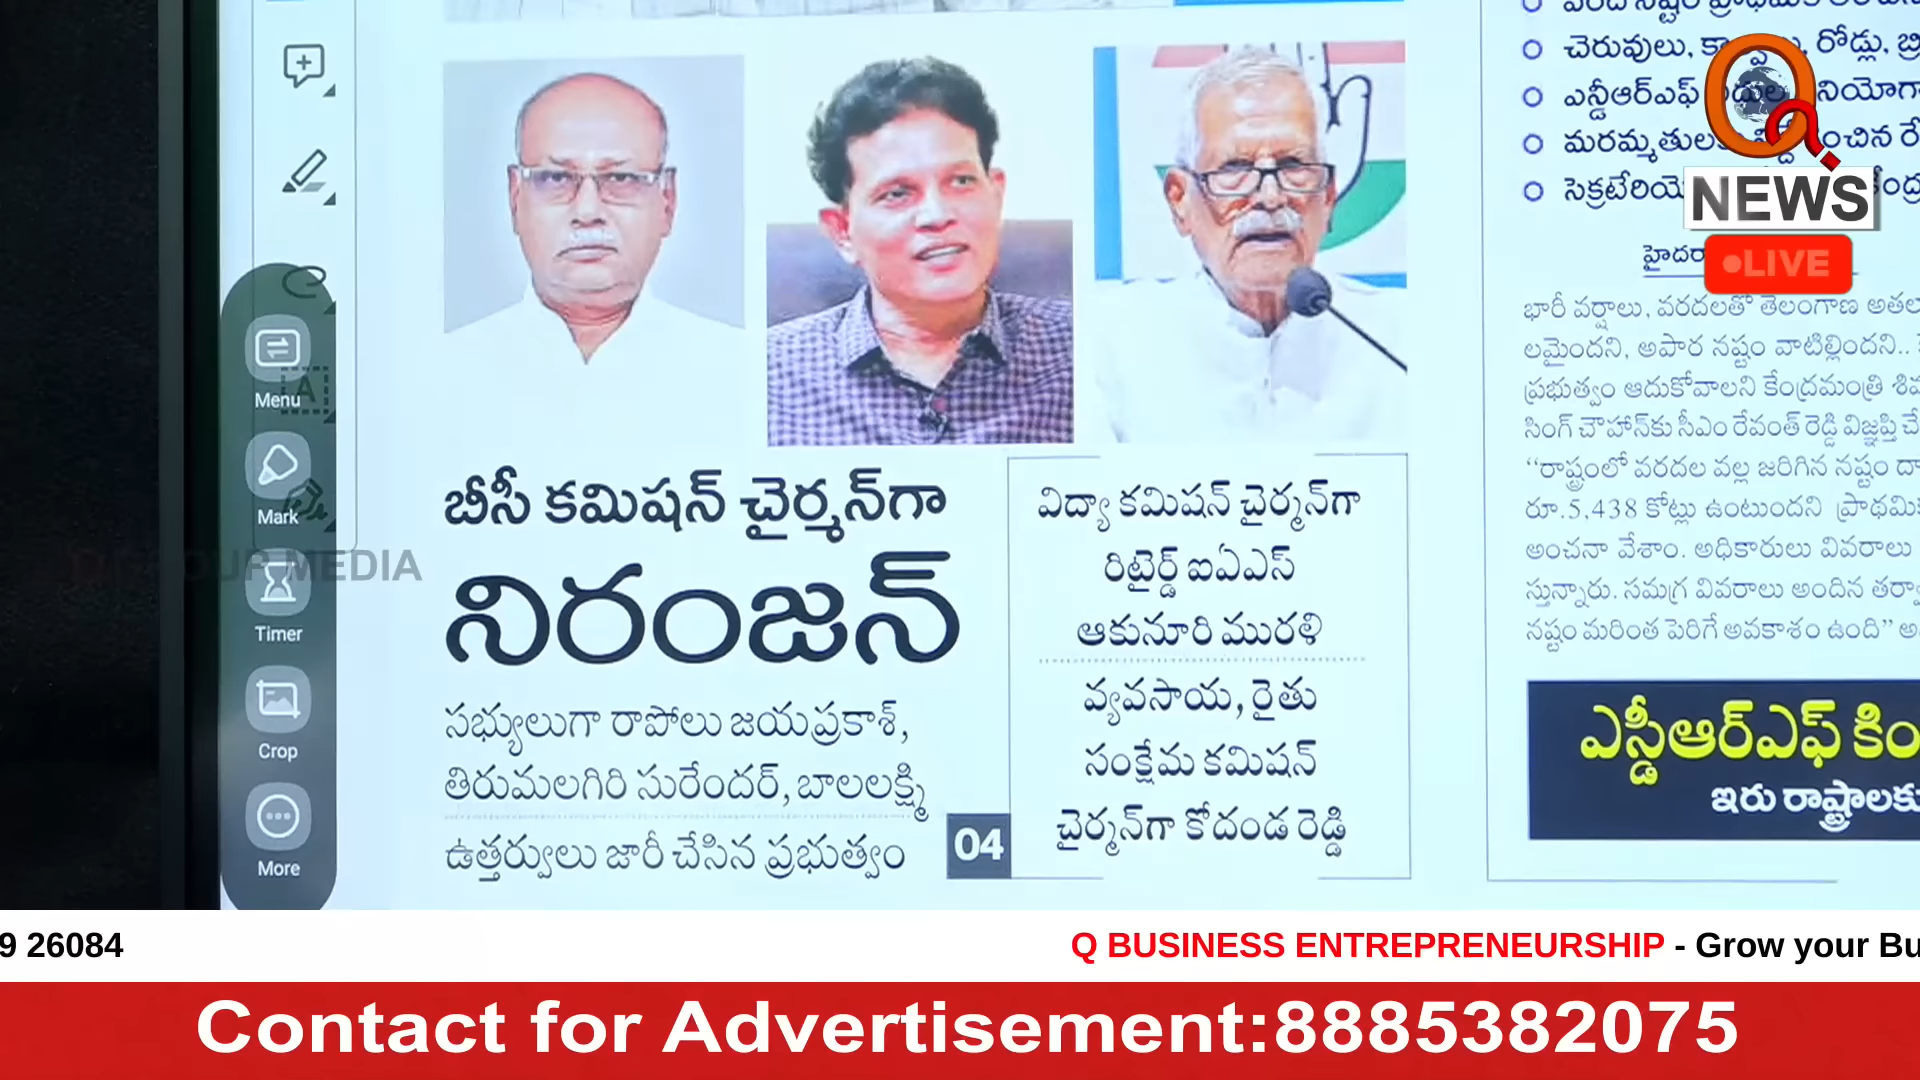 చెరువులు, రోడ్లు,
ఎన్డీఆర్ఎఫ్
మరమ్మతులకు
NEWS
LIVE
Menu
Mark
Timer
Crop
More
MEDIA
బీసీ కమిషన్ చైర్మన్‌గా
నిరంజన్
సభ్యులుగా రాపోలు జయప్రకాశ్,
తిరుమలగిరి సురేందర్, బాలలక్ష్మి
ఉత్తర్వులు జారీ చేసిన ప్రభుత్వం
04
విద్యా కమిషన్ చైర్మన్‌గా
రిటైర్డ్ ఐఏఎస్
ఆకునూరి మురళి
వ్యవసాయ, రైతు
సంక్షేమ కమిషన్
చైర్మన్‌గా కోదండ రెడ్డి
భారీ వర్షాలు, వరదలతో తెలంగాణ
లమైందని, అపార నష్టం వాటిల్లిందని..
ప్రభుత్వం ఆదుకోవాలని కేంద్రమంత్రి
సింగ్ చౌహాన్‌కు సీఎం రేవంత్ రెడ్డి విజ్ఞప్తి
“రాష్ట్రంలో వరదల వల్ల జరిగిన నష్టం
రూ.5,438 కోట్లు ఉంటుందని
అంచనా వేశాం. అధికారులు వివరాలు
స్తున్నారు. సమగ్ర వివరాలు అందిన
నష్టం మరింత పెరిగే అవకాశం ఉంది”
ఎస్డీఆర్ఎఫ్
ఇరు రాష్ట్రాలకు
9 26084
Q BUSINESS ENTREPRENEURSHIP - Grow your
Contact for Advertisement:8885382075